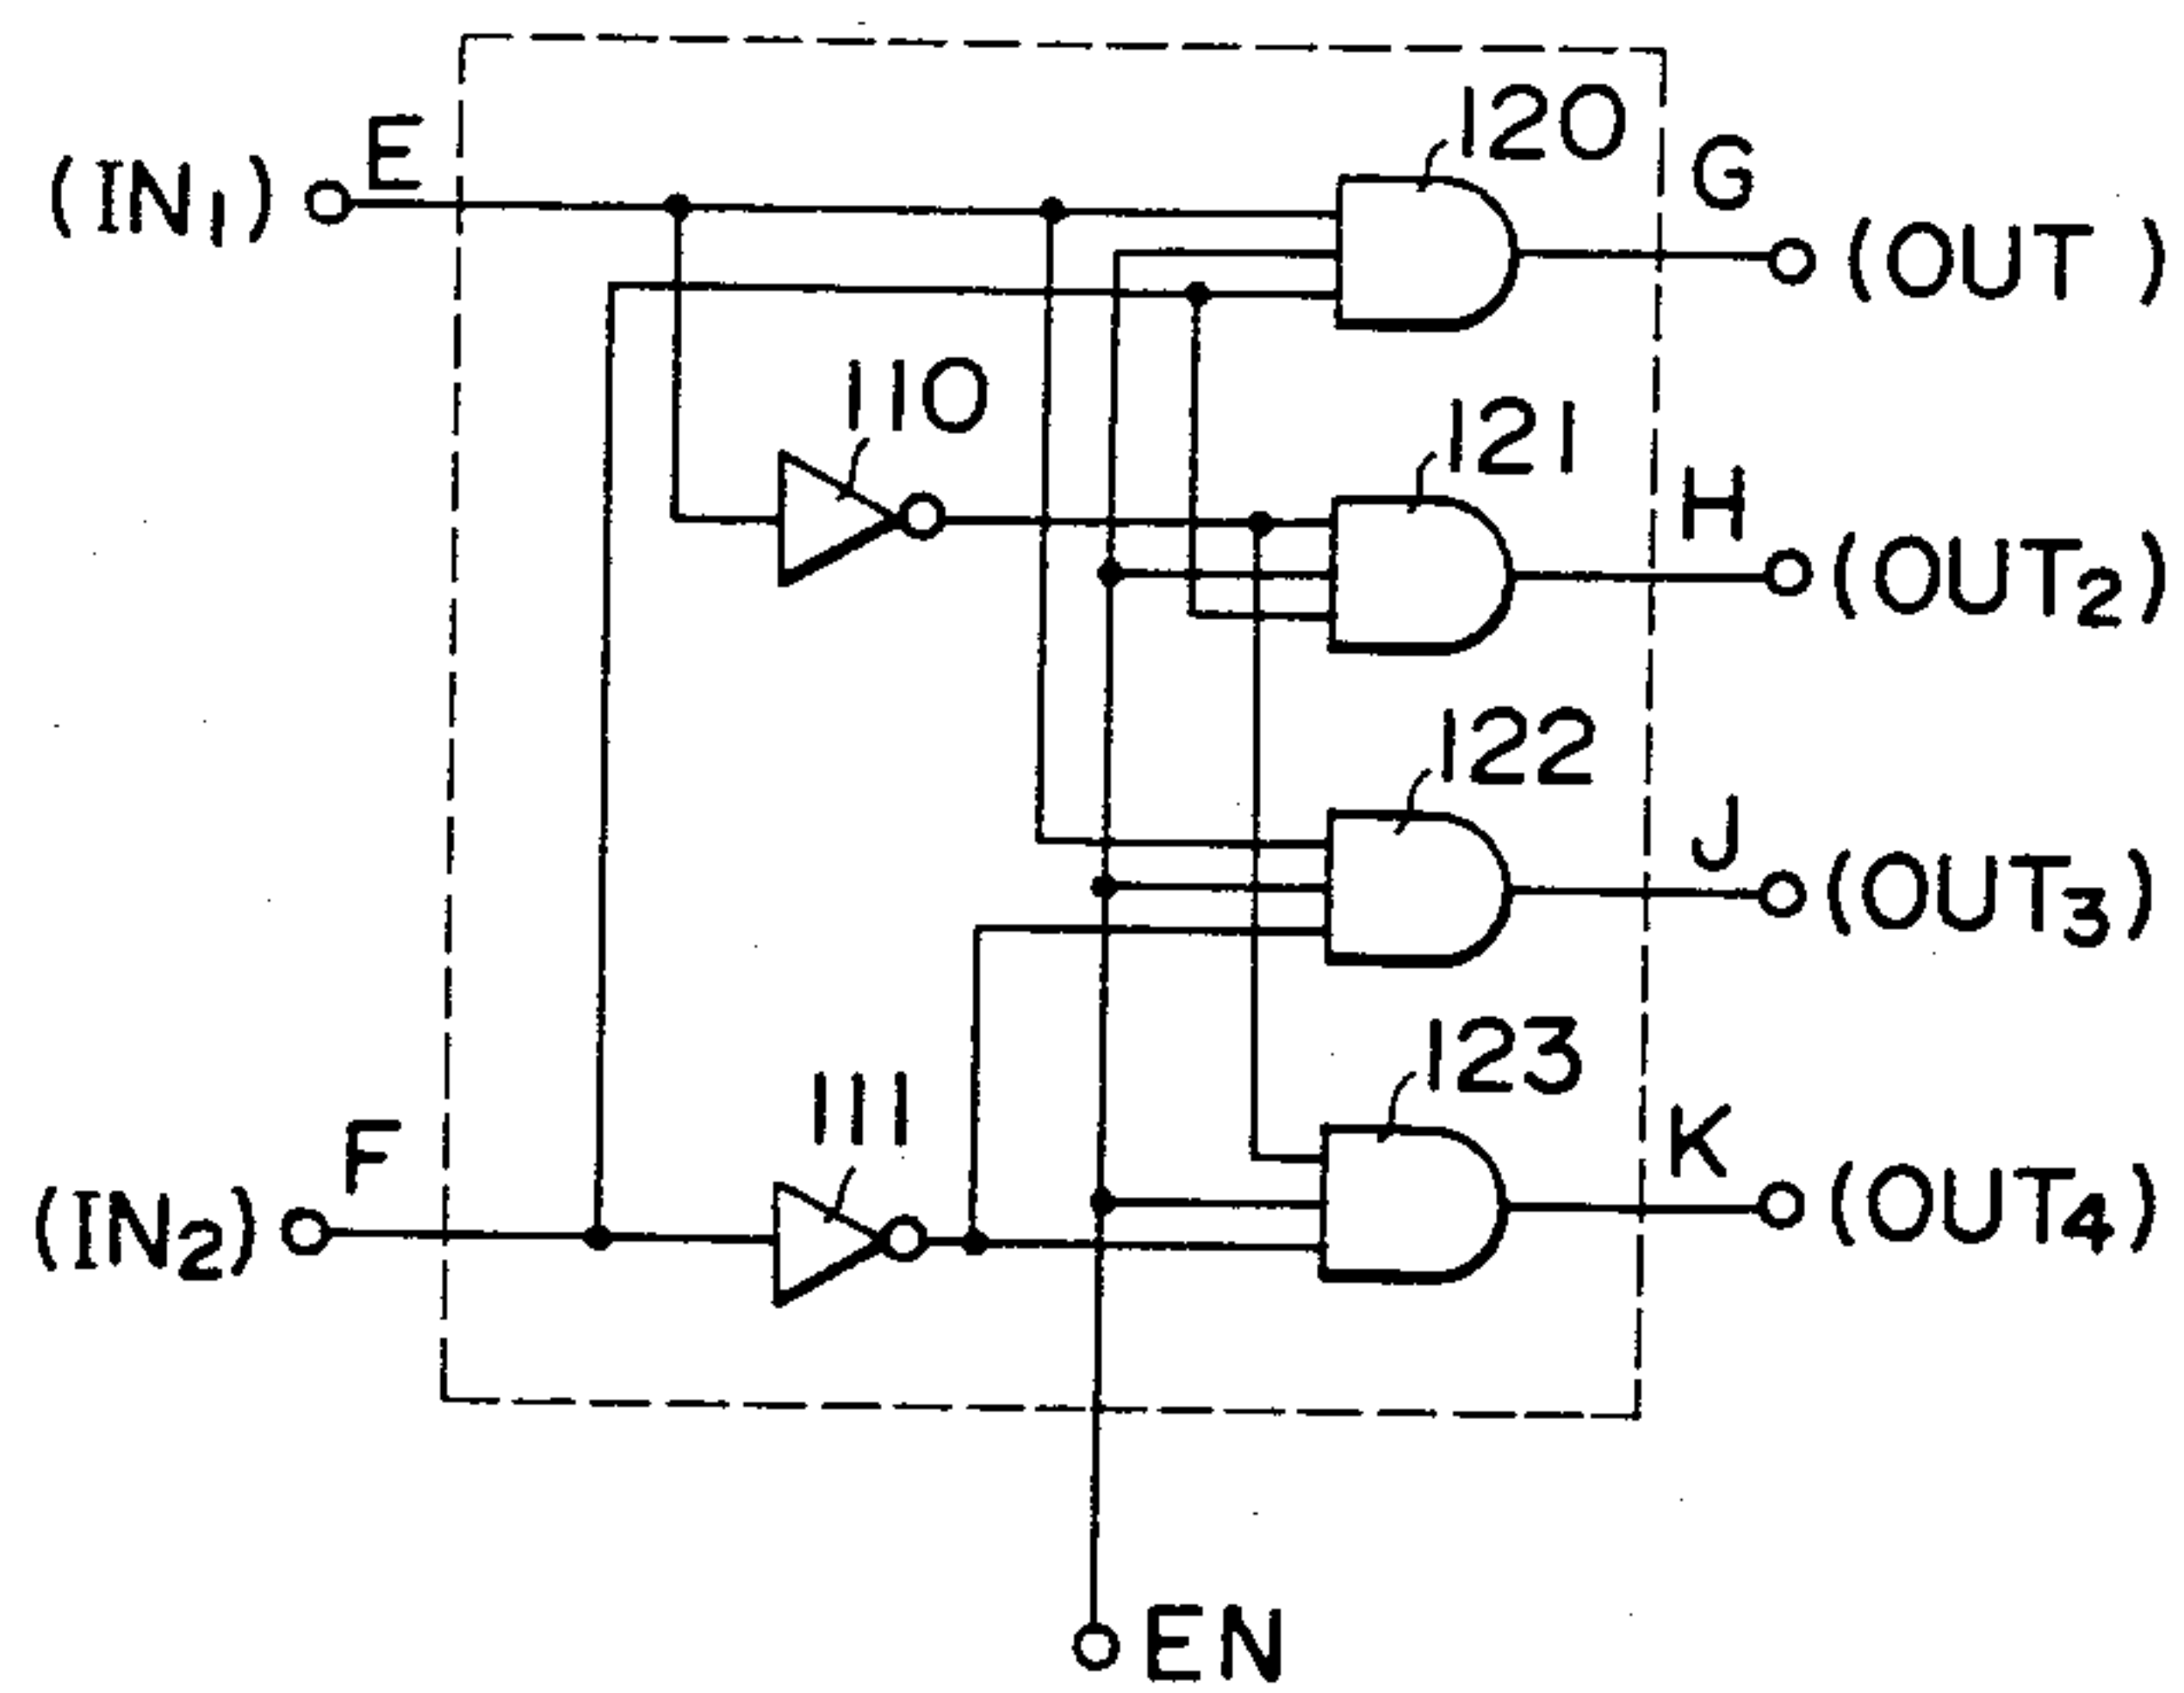 120
E
G
(IN1)
(OUT )
110
121
H
(OUT2)
122
J
(OUT3)
123
111
F
K
(IN2)
(OUT4)
EN